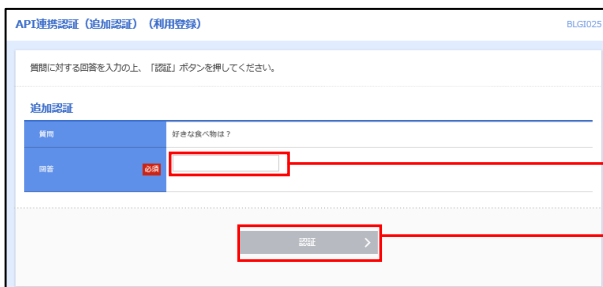 API連携認証（追加認証）（利用登録）
BLGI025
質問に対する回答を入力の上、「認証」ボタンを押してください。
追加認証
質問
好きな食べ物は？
回答
必須
認証